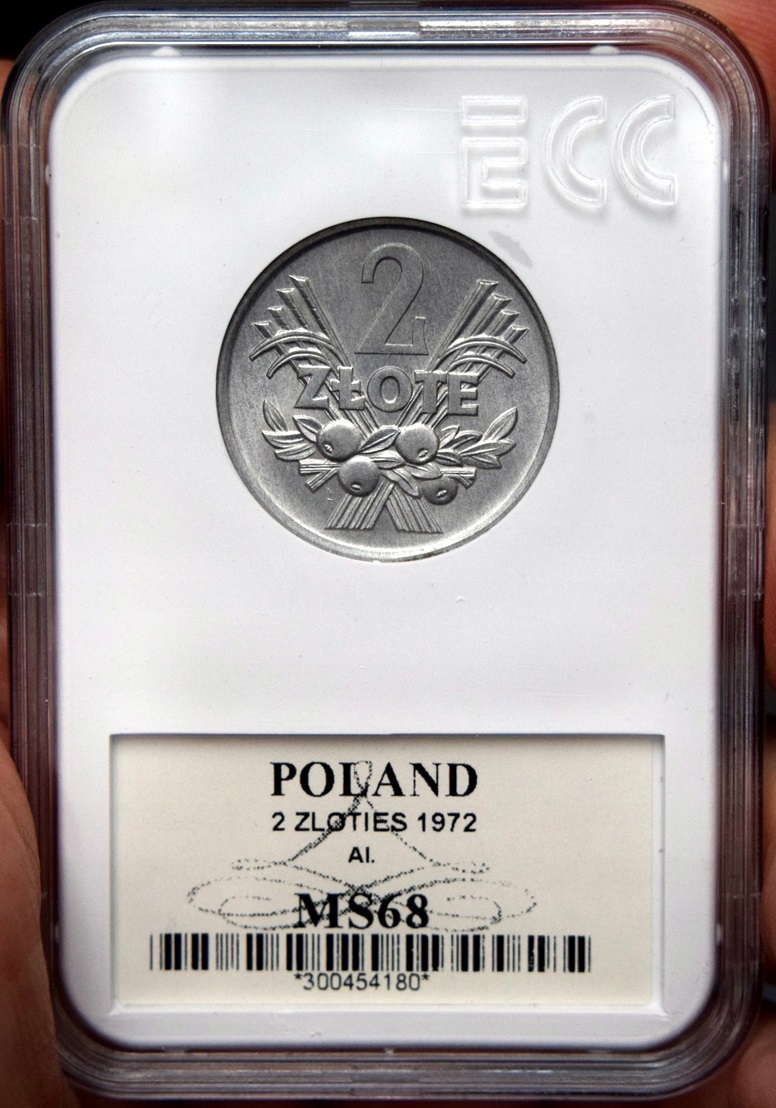 ECC
2
ZŁOTE
POLAND
2 ZLOTIES 1972
Al.
MS68
*300454180*